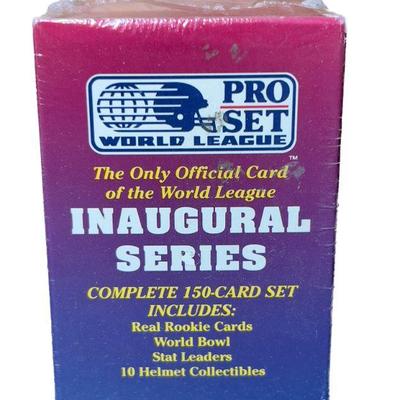 PRO
SET
WORLD LEAGUE
TM
The Only Official Card
of the World League
INAUGURAL
SERIES
COMPLETE 150-CARD SET
INCLUDES:
Real Rookie Cards
World Bowl
Stat Leaders
10 Helmet Collectibles